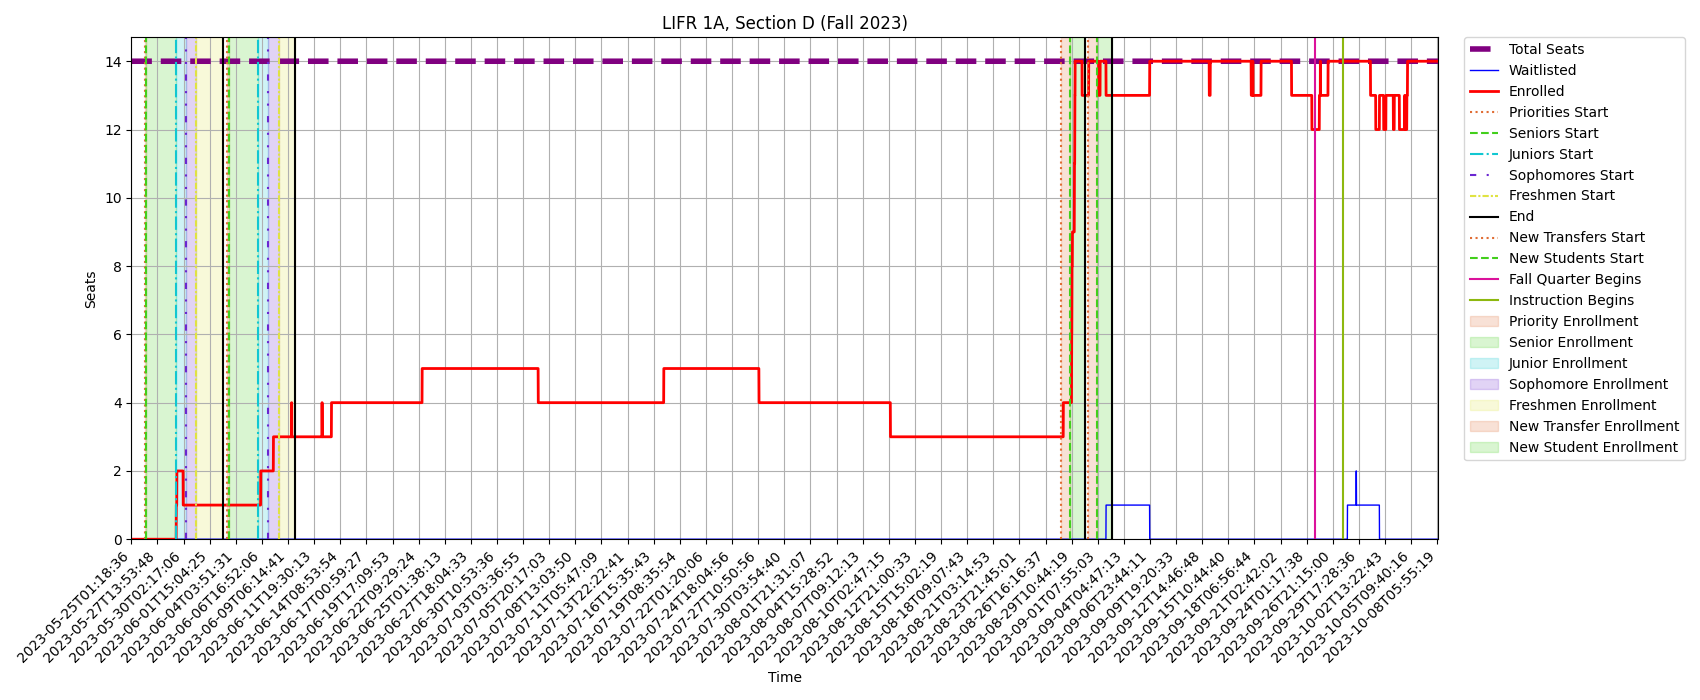 LIFR 1A, Section D (Fall 2023)
14
12
10
8
6
4
2
0
Seats
2023-05-25T01:18:36
2023-05-27T13:53:48
2023-05-30T02:17:06
2023-06-01T15:04:25
2023-06-04T03:51:31
2023-06-06T16:52:06
2023-06-09T06:14:41
2023-06-11T19:30:13
2023-06-14T08:53:54
2023-06-17T00:59:27
2023-06-19T17:09:53
2023-06-22T09:29:24
2023-06-25T01:38:13
2023-06-27T18:04:33
2023-06-30T10:53:36
2023-07-03T03:36:55
2023-07-05T20:17:03
2023-07-08T13:03:50
2023-07-11T05:47:09
2023-07-13T22:22:41
2023-07-16T15:35:43
2023-07-19T08:35:54
2023-07-22T01:20:06
2023-07-24T18:04:56
2023-07-27T10:50:56
2023-07-30T03:54:40
2023-08-01T21:31:07
2023-08-04T15:28:52
2023-08-07T09:12:13
2023-08-10T02:47:15
2023-08-12T21:00:33
2023-08-15T15:02:19
2023-08-18T09:07:43
2023-08-21T03:14:53
2023-08-23T21:45:01
2023-08-26T16:16:37
2023-08-29T10:44:19
2023-09-01T07:55:03
2023-09-04T04:47:13
2023-09-06T23:44:11
2023-09-09T19:20:33
2023-09-12T14:46:48
2023-09-15T10:44:40
2023-09-18T06:56:44
2023-09-21T02:42:02
2023-09-24T01:17:38
2023-09-26T21:15:00
2023-09-29T17:28:36
2023-10-02T13:22:43
2023-10-05T09:40:16
2023-10-08T05:55:19
Time
Total Seats
Waitlisted
Enrolled
Priorities Start
Seniors Start
Juniors Start
Sophomores Start
Freshmen Start
End
New Transfers Start
New Students Start
Fall Quarter Begins
Instruction Begins
Priority Enrollment
Senior Enrollment
Junior Enrollment
Sophomore Enrollment
Freshmen Enrollment
New Transfer Enrollment
New Student Enrollment